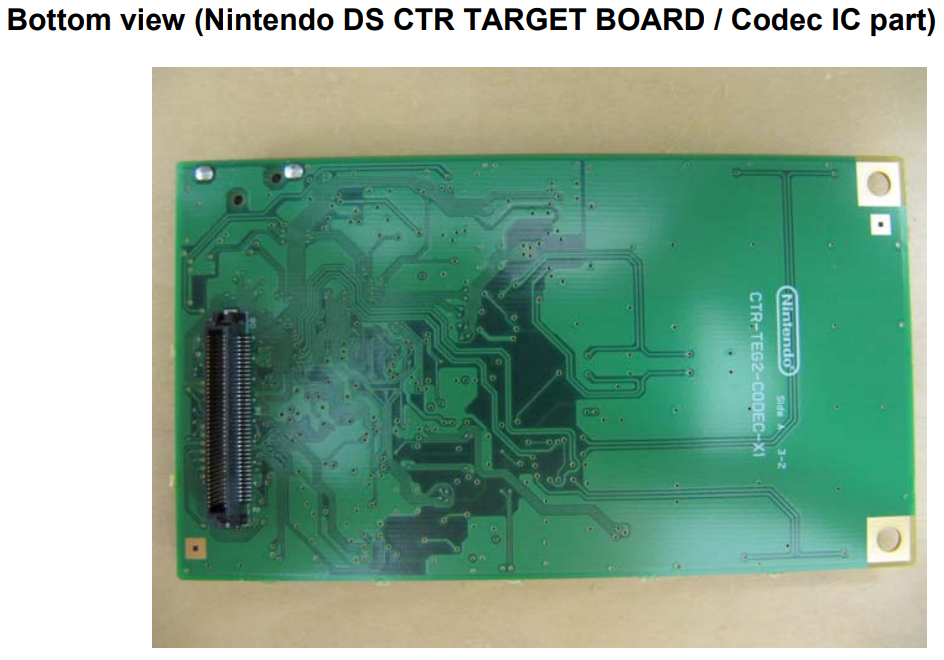 Bottom view (Nintendo DS CTR TARGET BOARD / Codec IC part)
Nintendo®
CTR-TEG2-CODEC-X1
Side A 3-2